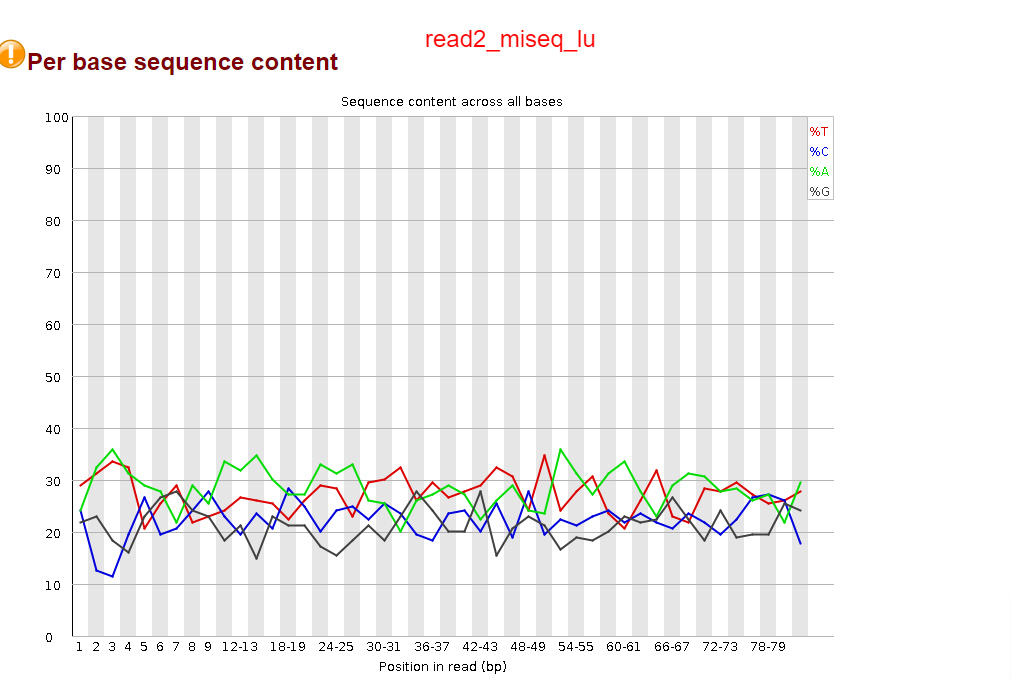 read2_miseq_lu
!
Per base sequence content
Sequence content across all bases
100
90
80
70
60
50
40
30
20
10
0
%T
%C
%A
%G
1 2 3 4 5 6 7 8 9 12-13 18-19 24-25 30-31 36-37 42-43 48-49 54-55 60-61 66-67 72-73 78-79
Position in read (bp)